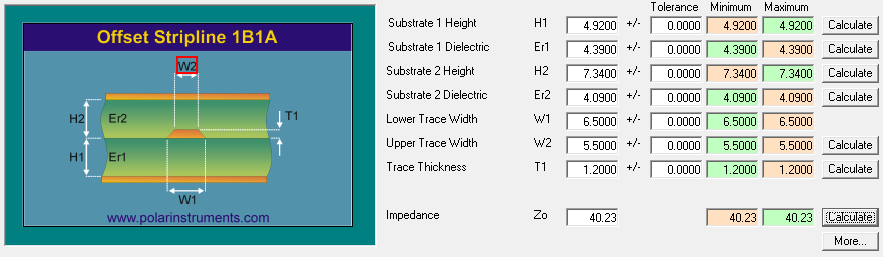 Offset Stripline 1B1A
W2
T1
H2 Er2
H1 Er1
W1
www.polarinstruments.com
Tolerance Minimum Maximum
Substrate 1 Height H1 4.9200 +/- 0.0000 4.9200 4.9200 Calculate
Substrate 1 Dielectric Er1 4.3900 +/- 0.0000 4.3900 4.3900 Calculate
Substrate 2 Height H2 7.3400 +/- 0.0000 7.3400 7.3400 Calculate
Substrate 2 Dielectric Er2 4.0900 +/- 0.0000 4.0900 4.0900 Calculate
Lower Trace Width W1 6.5000 +/- 0.0000 6.5000 6.5000
Upper Trace Width W2 5.5000 +/- 0.0000 5.5000 5.5000 Calculate
Trace Thickness T1 1.2000 +/- 0.0000 1.2000 1.2000 Calculate
Impedance Zo 40.23 40.23 40.23 Calculate
More...